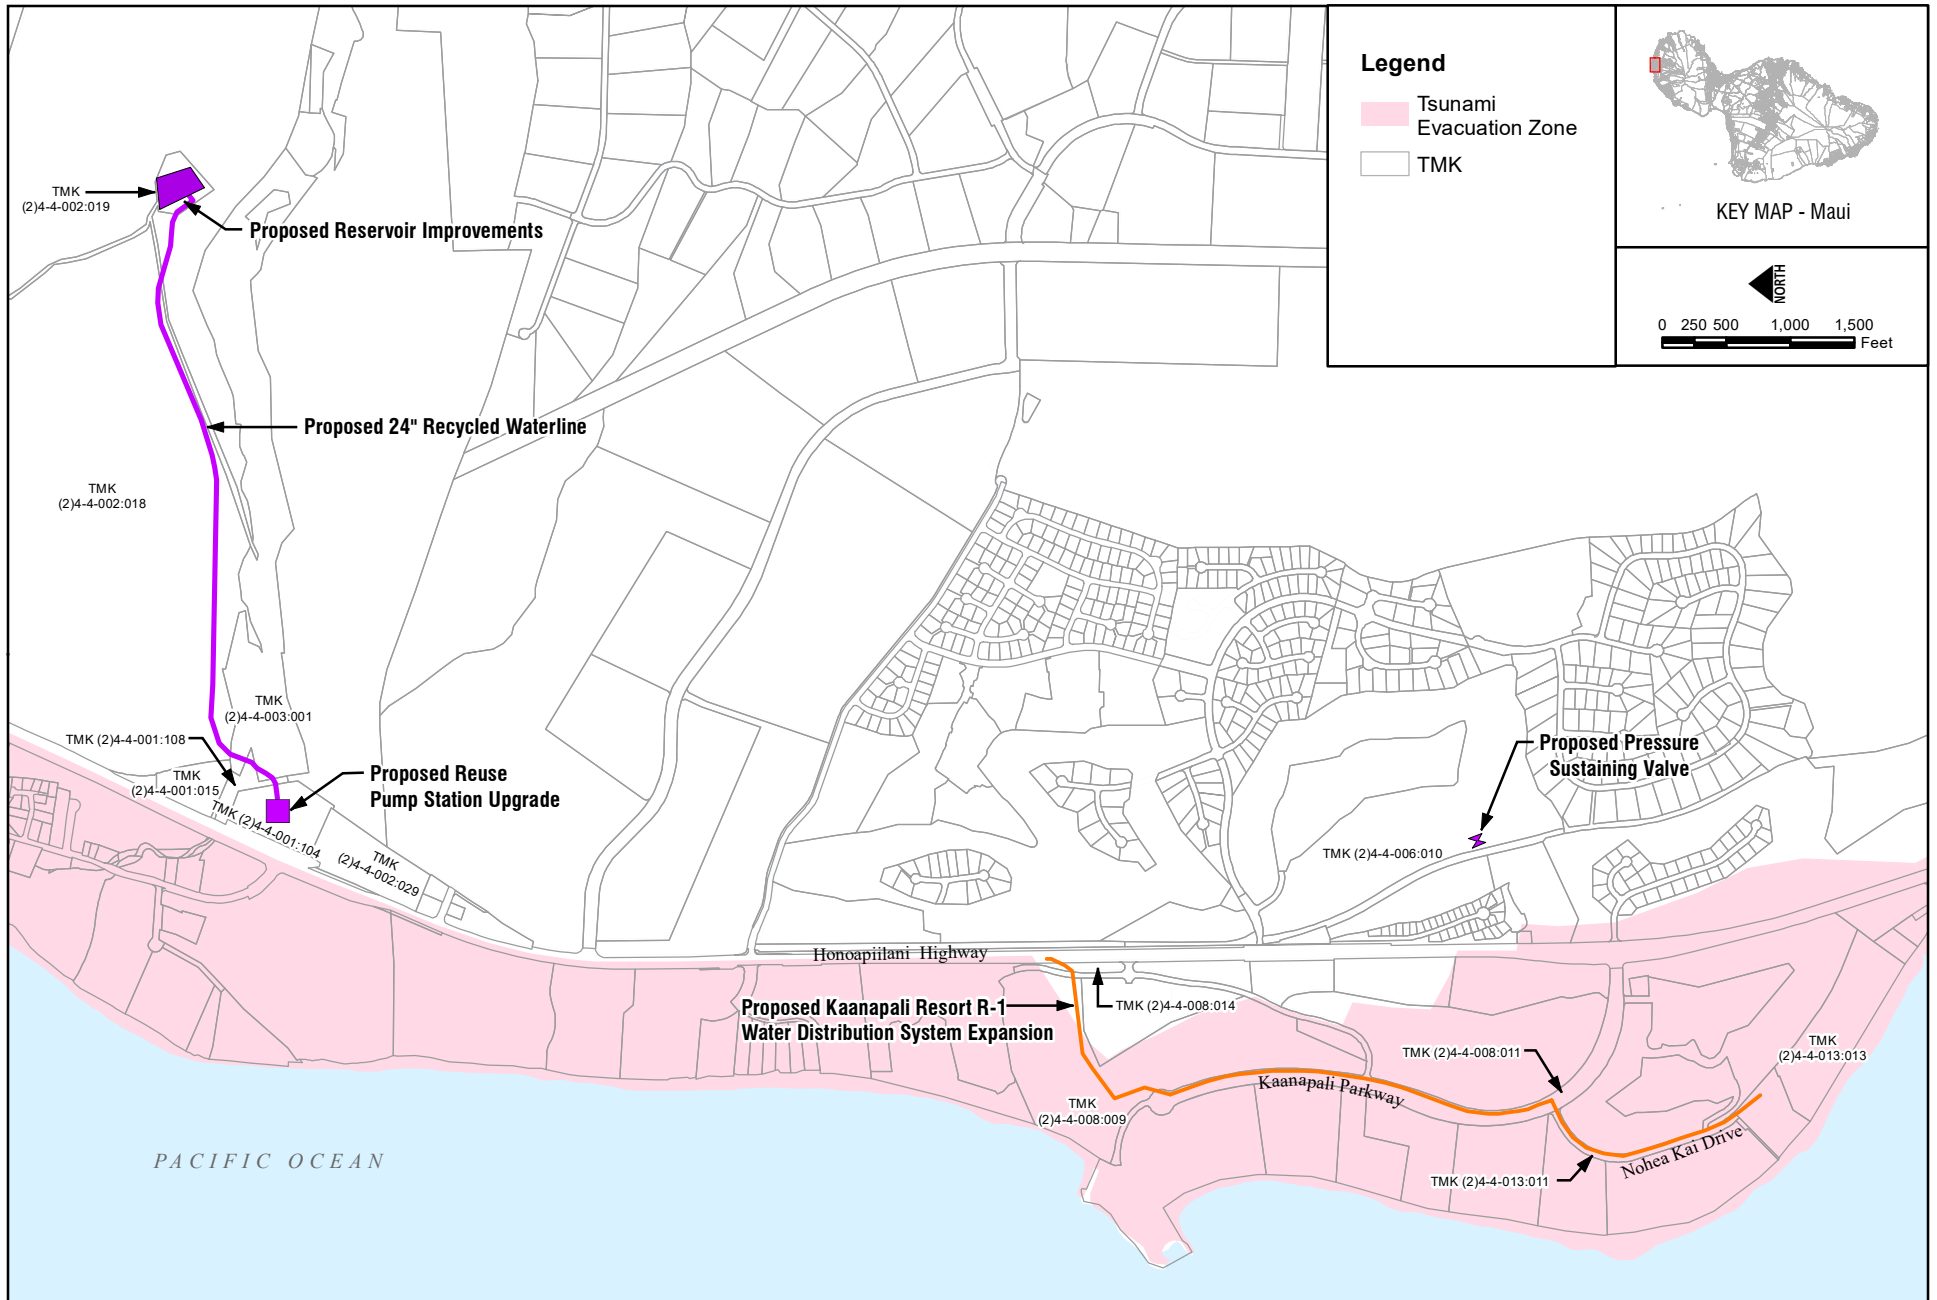 Legend
Tsunami
Evacuation Zone
TMK
KEY MAP - Maui
NORTH
0 250 500 1,000 1,500
Feet
TMK
(2)4-4-002:019
Proposed Reservoir Improvements
Proposed 24" Recycled Waterline
TMK
(2)4-4-002:018
TMK
(2)4-4-003:001
TMK (2)4-4-001:108
TMK
(2)4-4-001:015
Proposed Reuse
Pump Station Upgrade
TMK (2)4-4-001:104
TMK
(2)4-4-002:029
Proposed Pressure
Sustaining Valve
TMK (2)4-4-006:010
Honoapiilani Highway
Proposed Kaanapali Resort R-1
Water Distribution System Expansion
TMK (2)4-4-008:014
TMK (2)4-4-008:011
TMK
(2)4-4-013:013
Kaanapali Parkway
TMK
(2)4-4-008:009
Nohea Kai Drive
TMK (2)4-4-013:011
PACIFIC OCEAN